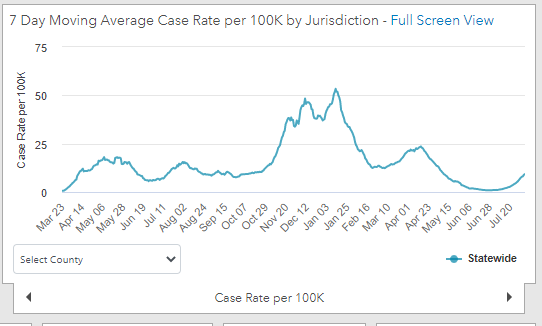 7 Day Moving Average Case Rate per 100K by Jurisdiction - Full Screen View
Case Rate per 100K
75
50
25
0
Mar 23
Apr 14
May 06
May 28
Jun 19
Jul 11
Aug 02
Aug 24
Sep 15
Oct 07
Oct 29
Nov 20
Dec 12
Jan 03
Jan 25
Feb 16
Mar 10
Apr 01
Apr 23
May 15
Jun 06
Jun 28
Jul 20
Select County
Statewide
Case Rate per 100K